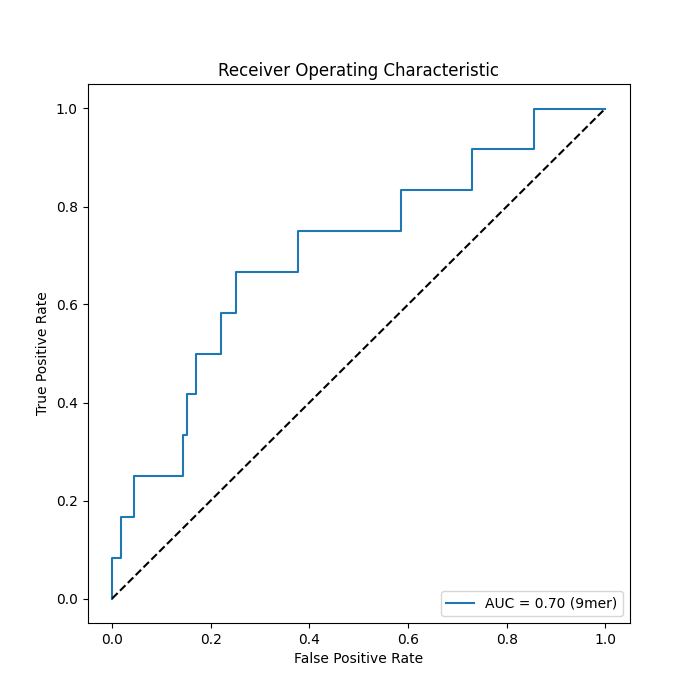 Receiver Operating Characteristic
1.0
0.8
0.6
0.4
0.2
0.0
True Positive Rate
AUC = 0.70 (9mer)
0.0 0.2 0.4 0.6 0.8 1.0
False Positive Rate